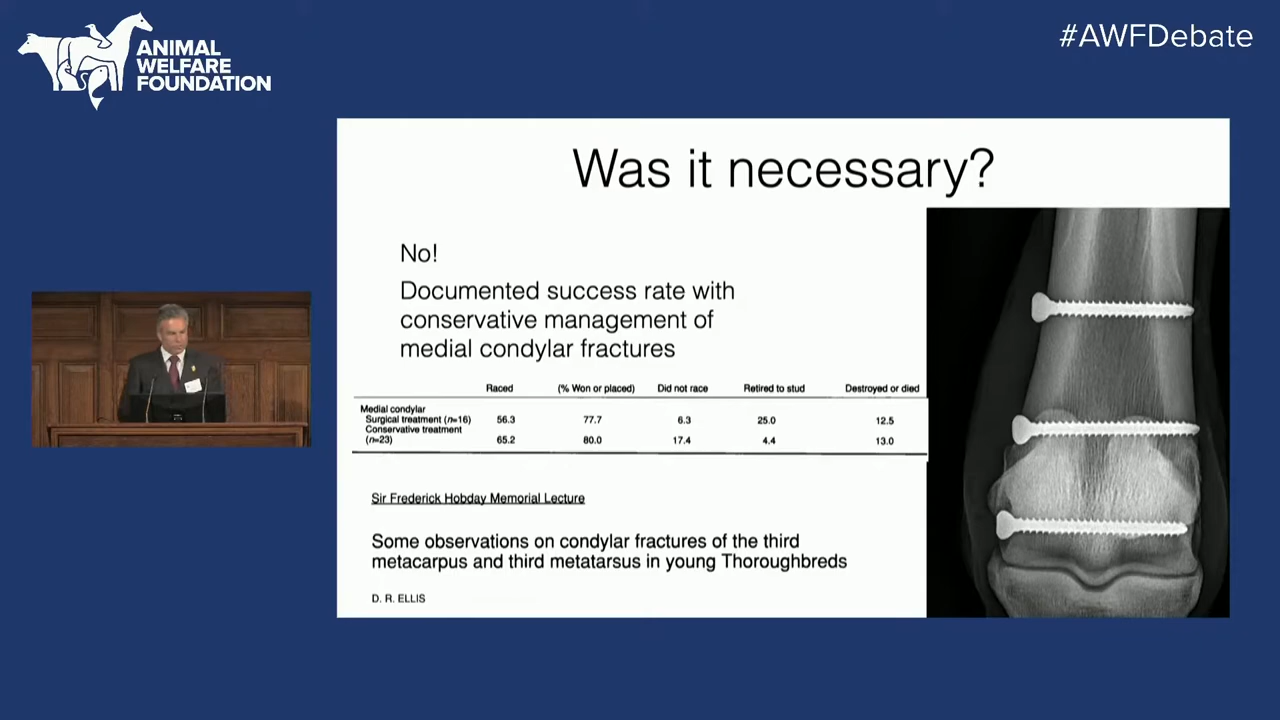 ANIMAL
WELFARE
FOUNDATION
#AWFDebate
Was it necessary?
No!
Documented success rate with
conservative management of
medial condylar fractures
Raced (% Won or placed) Did not race Retired to stud Destroyed or died
Medial condylar
Surgical treatment (n=16) 56.3 77.7 6.3 25.0 12.5
Conservative treatment
(n=23) 65.2 80.0 17.4 4.4 13.0
Sir Frederick Hobday Memorial Lecture
Some observations on condylar fractures of the third
metacarpus and third metatarsus in young Thoroughbreds
D. R. ELLIS